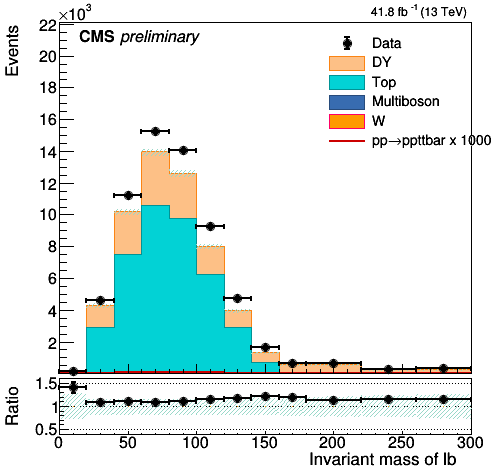 ×10³
41.8 fb⁻¹ (13 TeV)
Events
22
20
18
16
14
12
10
8
6
4
2
CMS preliminary
Data
DY
Top
Multiboson
W
pp→ppttbar x 1000
Ratio
1.5
1
0.5
0 50 100 150 200 250 300
Invariant mass of lb